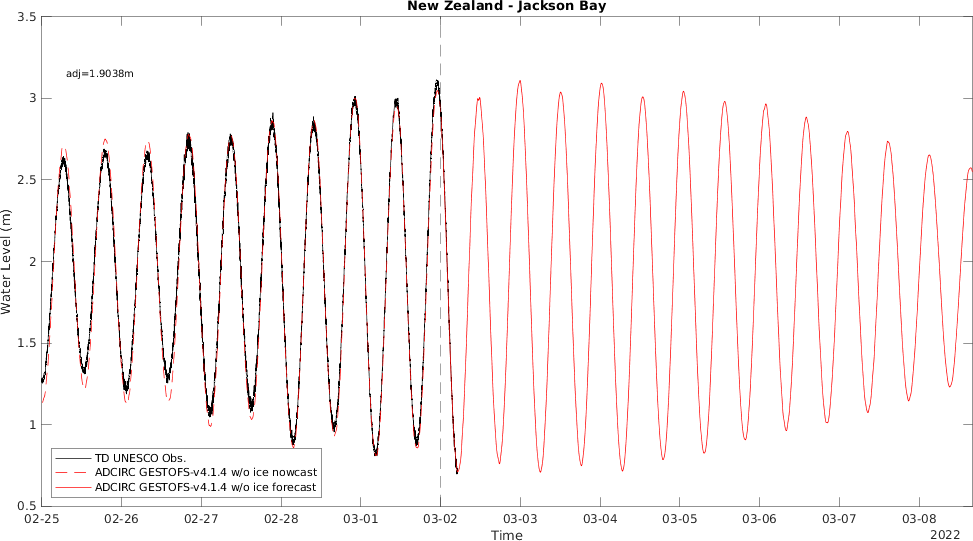 New Zealand - Jackson Bay
3.5
adj=1.9038m
3
2.5
2
1.5
1
0.5
Water Level (m)
TD UNESCO Obs.
ADCIRC GESTOFS-v4.1.4 w/o ice nowcast
ADCIRC GESTOFS-v4.1.4 w/o ice forecast
02-25 02-26 02-27 02-28 03-01 03-02 03-03 03-04 03-05 03-06 03-07 03-08
Time
2022